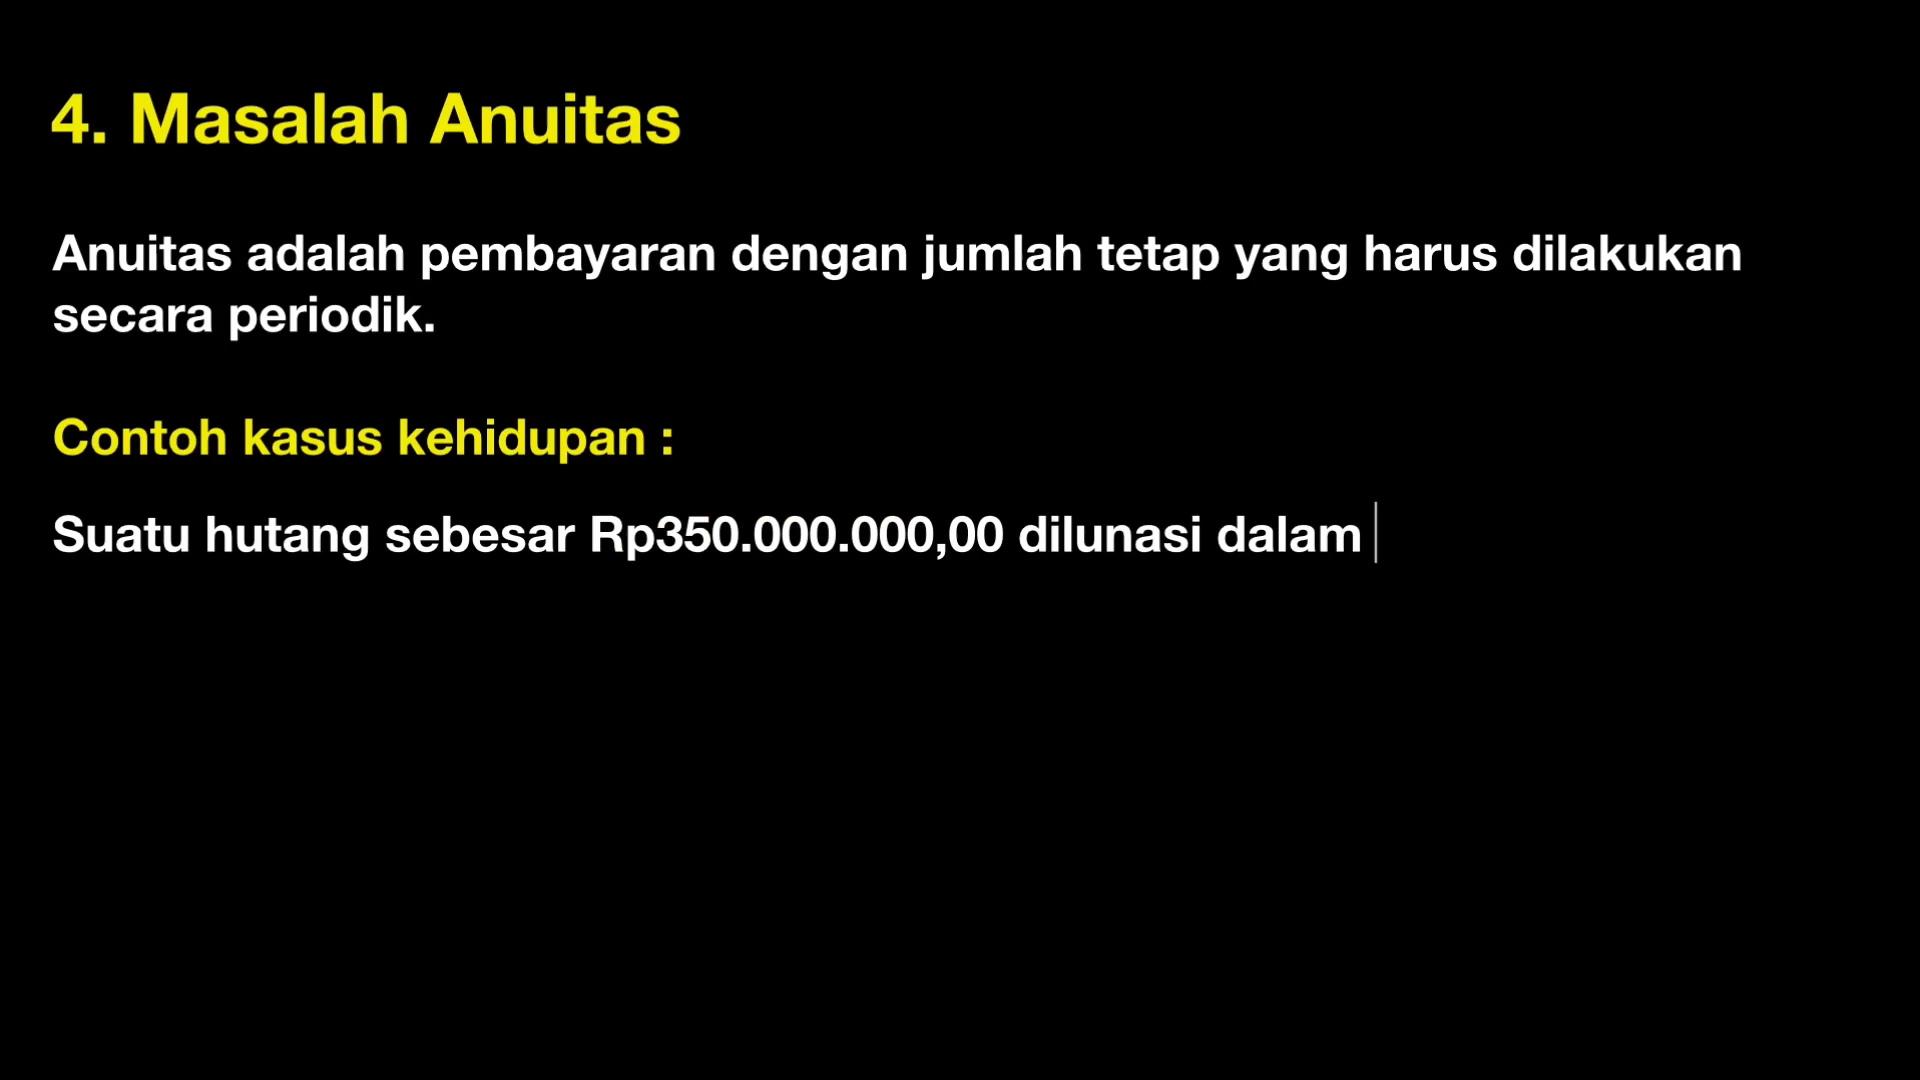 4. Masalah Anuitas
Anuitas adalah pembayaran dengan jumlah tetap yang harus dilakukan
secara periodik.
Contoh kasus kehidupan :
Suatu hutang sebesar Rp350.000.000,00 dilunasi dalam